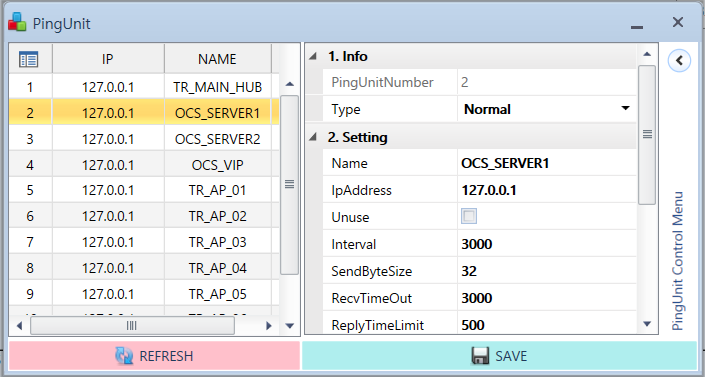 PingUnit
IP NAME
1 127.0.0.1 TR_MAIN_HUB
2 127.0.0.1 OCS_SERVER1
3 127.0.0.1 OCS_SERVER2
4 127.0.0.1 OCS_VIP
5 127.0.0.1 TR_AP_01
6 127.0.0.1 TR_AP_02
7 127.0.0.1 TR_AP_03
8 127.0.0.1 TR_AP_04
9 127.0.0.1 TR_AP_05
1. Info
PingUnitNumber 2
Type Normal
2. Setting
Name OCS_SERVER1
IpAddress 127.0.0.1
Unuse
Interval 3000
SendByteSize 32
RecvTimeOut 3000
ReplyTimeLimit 500
PingUnit Control Menu
REFRESH
SAVE